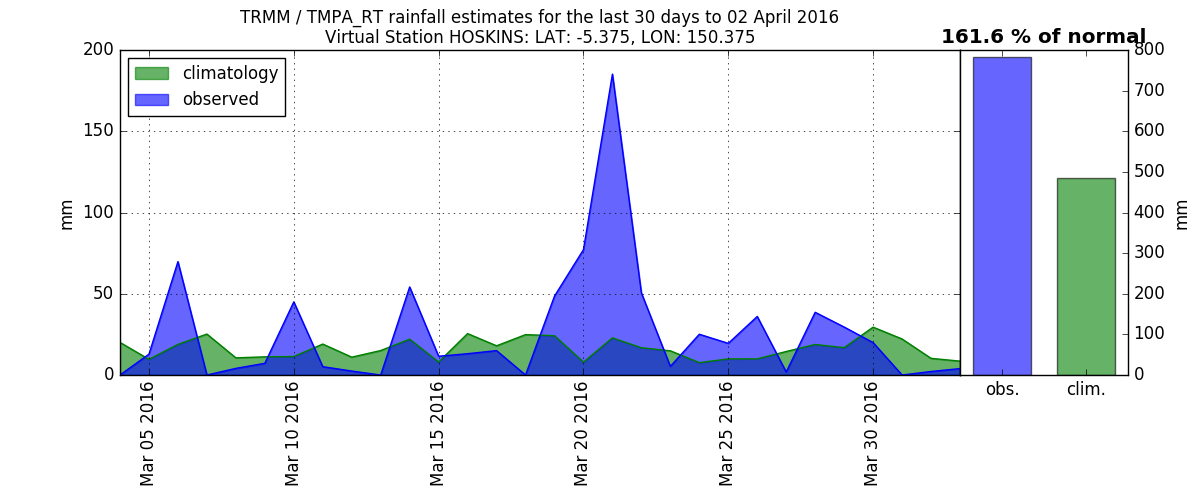 TRMM / TMPA_RT rainfall estimates for the last 30 days to 02 April 2016
Virtual Station HOSKINS: LAT: -5.375, LON: 150.375
161.6 % of normal
climatology
observed
200
150
100
50
0
mm
Mar 05 2016
Mar 10 2016
Mar 15 2016
Mar 20 2016
Mar 25 2016
Mar 30 2016
800
700
600
500
400
300
200
100
0
mm
obs.
clim.